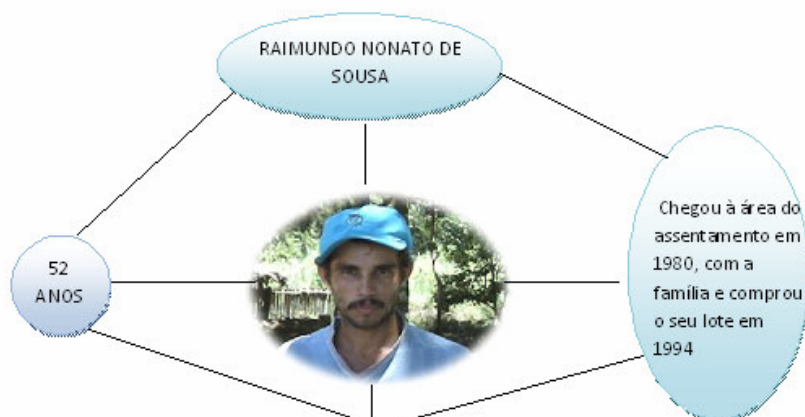 RAIMUNDO NONATO DE
SOUSA
52
ANOS
Chegou à área do
assentamento em
1980, com a
família e comprou
o seu lote em
1994